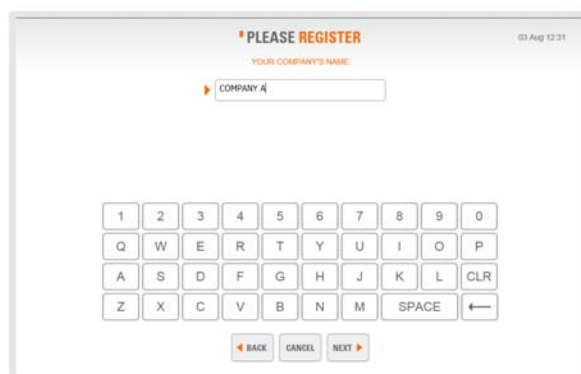 PLEASE REGISTER
03 Aug 12:31
YOUR COMPANY'S NAME
COMPANY A
1 2 3 4 5 6 7 8 9 0
Q W E R T Y U I O P
A S D F G H J K L CLR
Z X C V B N M SPACE ←
BACK CANCEL NEXT